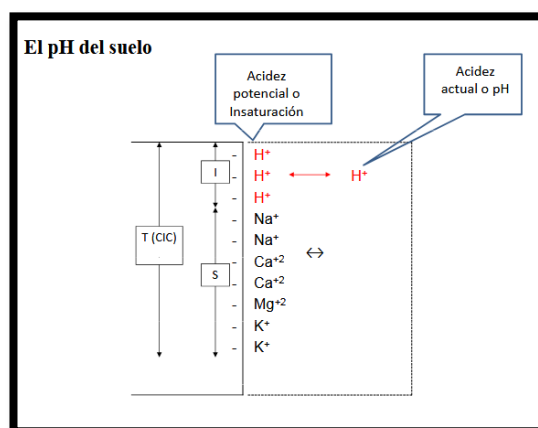 El pH del suelo
Acidez
potencial o
Insaturación
Acidez
actual o pH
T (CIC)
I
S
- H⁺
- H⁺ ⟷ H⁺
- H⁺
- Na⁺
- Na⁺
- Ca⁺² ↔
- Ca⁺²
- Mg⁺²
- K⁺
- K⁺